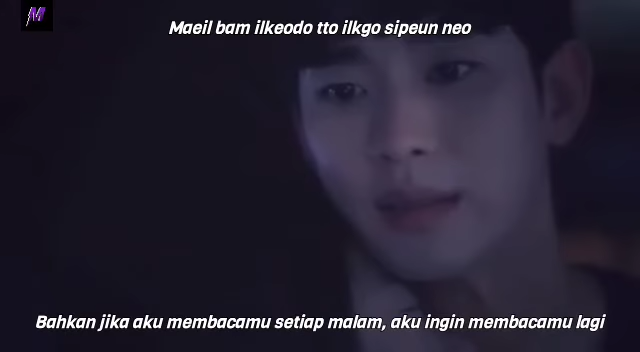 M
Maeil bam ilkeodo tto ilkgo sipeun neo
Bahkan jika aku membacamu setiap malam, aku ingin membacamu lagi